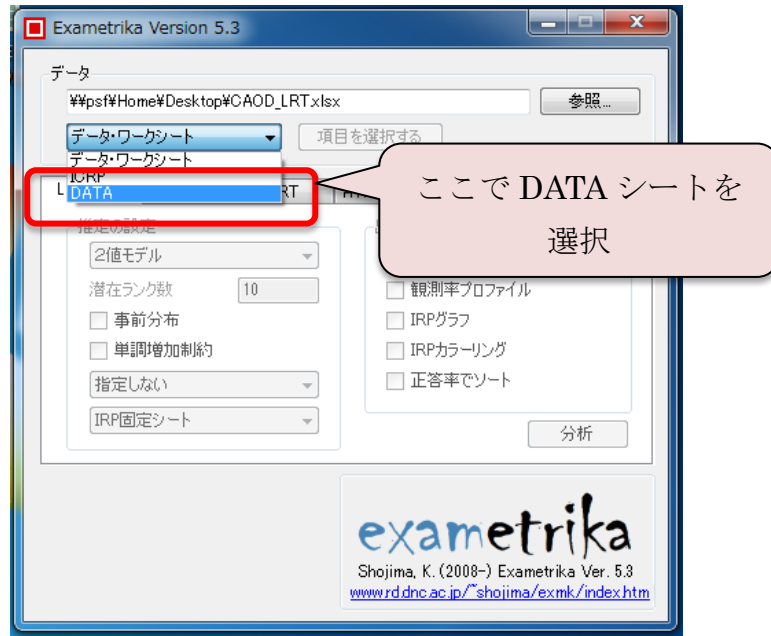 Exametrika Version 5.3
データ
¥¥psf¥Home¥Desktop¥CAOD_LRT.xlsx
参照...
データ・ワークシート
項目を選択する
データ・ワークシート
ICRP
DATA
L
RT
ここで DATA シートを
選択
推定の設定
2値モデル
潜在ランク数
10
観測率プロファイル
事前分布
IRPグラフ
単調増加制約
IRPカラーリング
指定しない
正答率でソート
IRP固定シート
分析
exametrika
Shojima, K. (2008-) Exametrika Ver. 5.3
www.rd.dnc.ac.jp/~shojima/exmk/index.htm